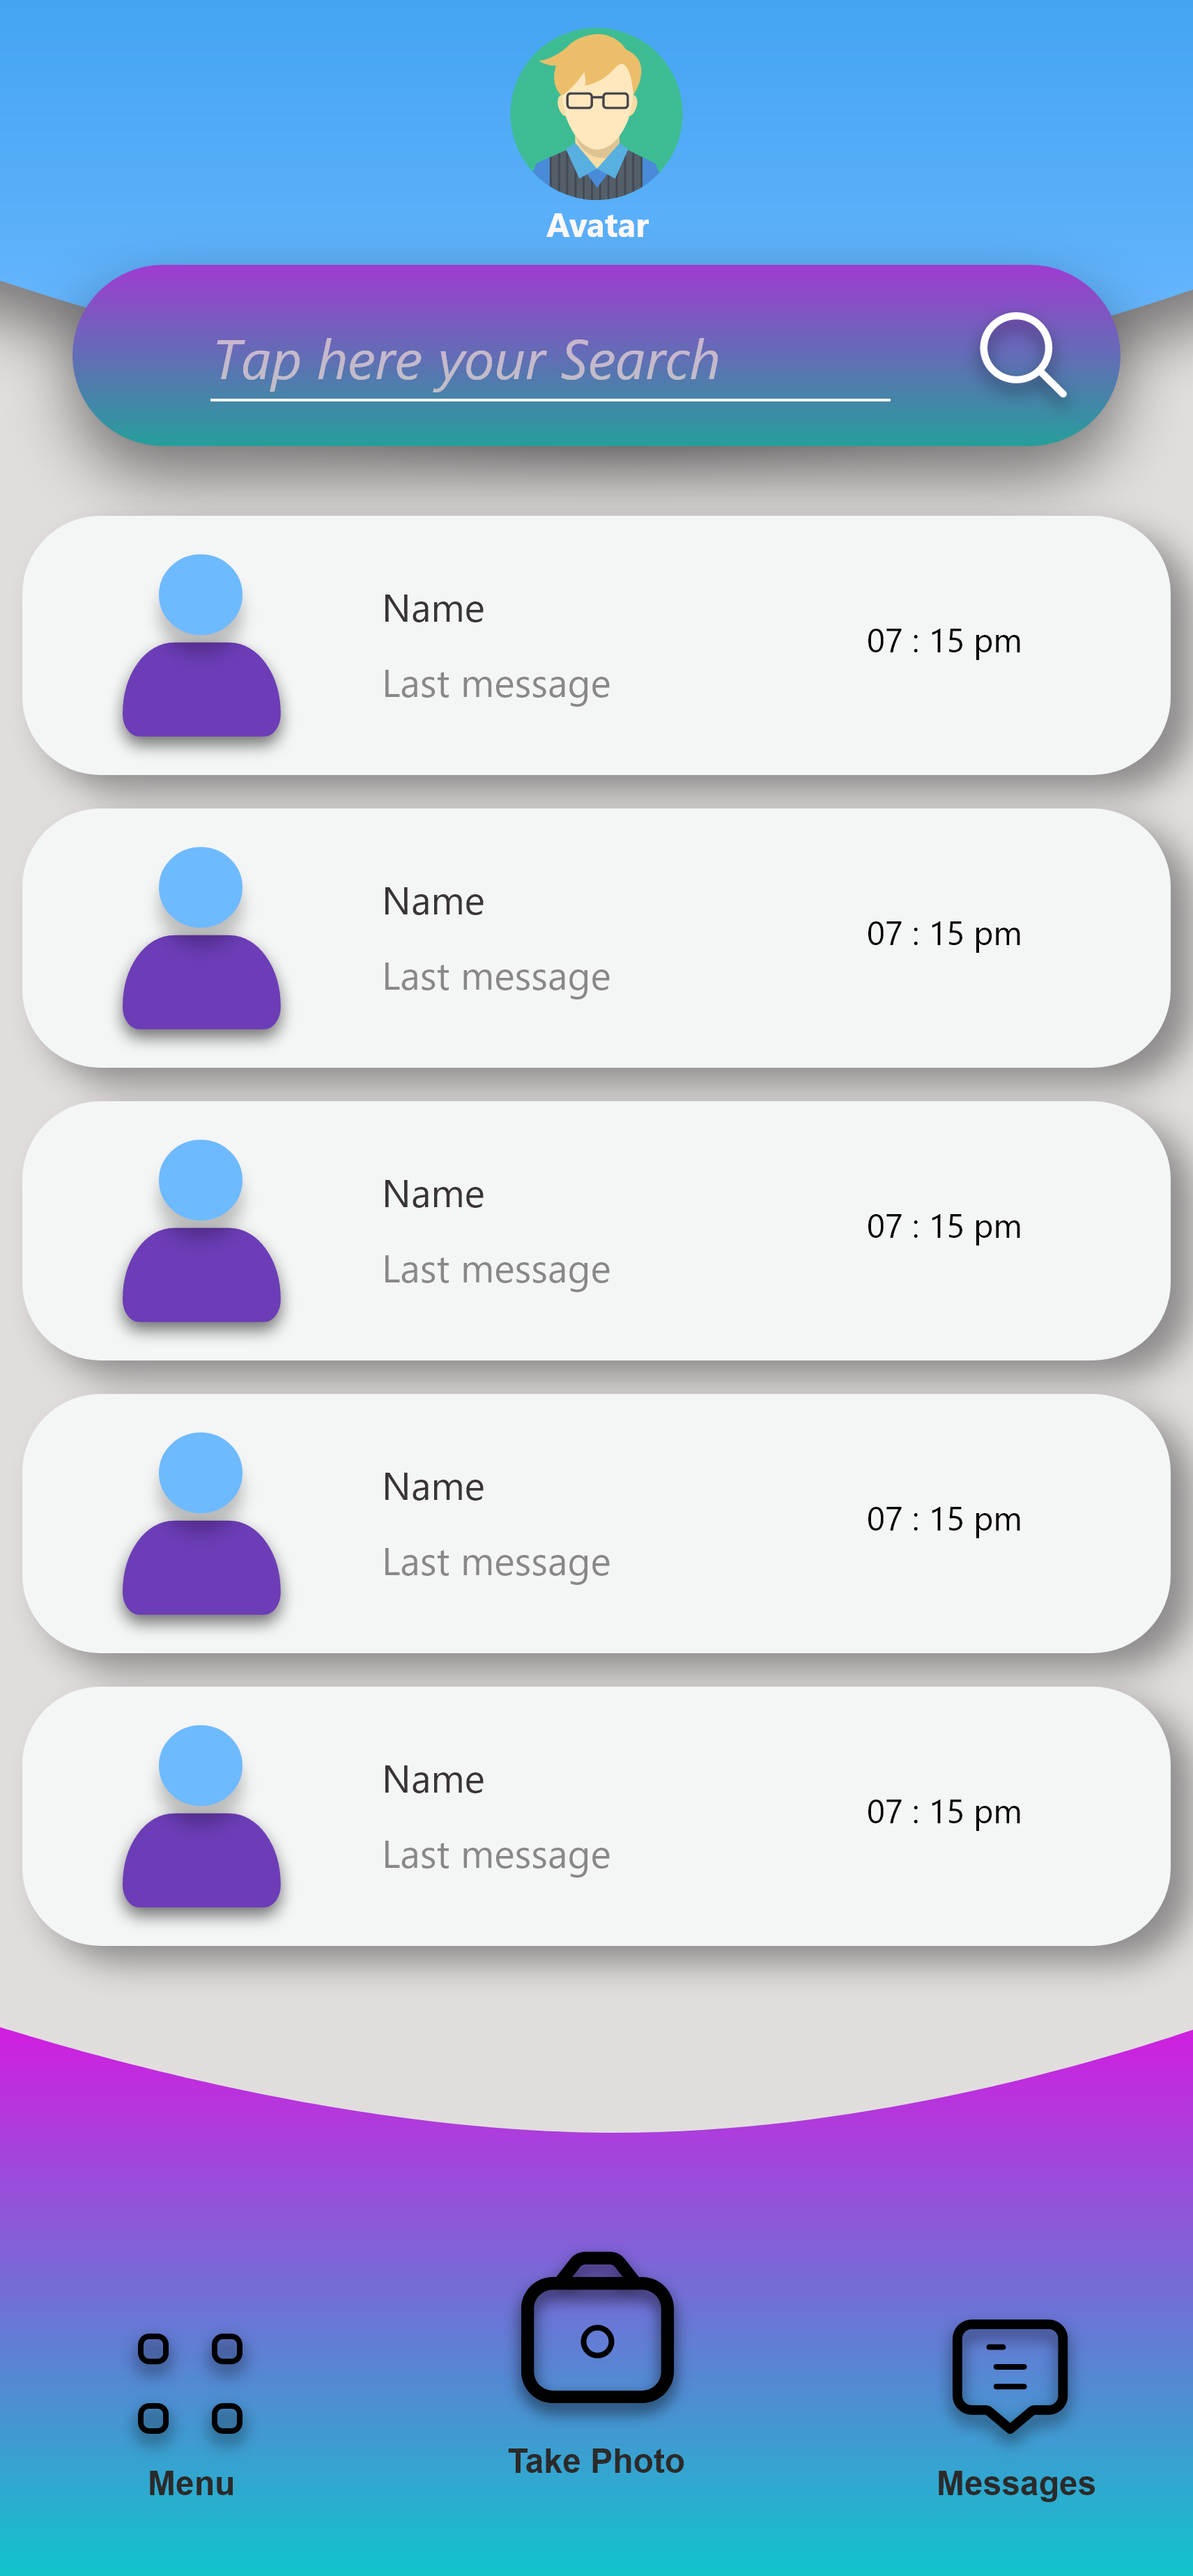 Avatar
Tap here your Search
Name
07 : 15 pm
Last message
Name
07 : 15 pm
Last message
Name
07 : 15 pm
Last message
Name
07 : 15 pm
Last message
Name
07 : 15 pm
Last message
Take Photo
Menu
Messages